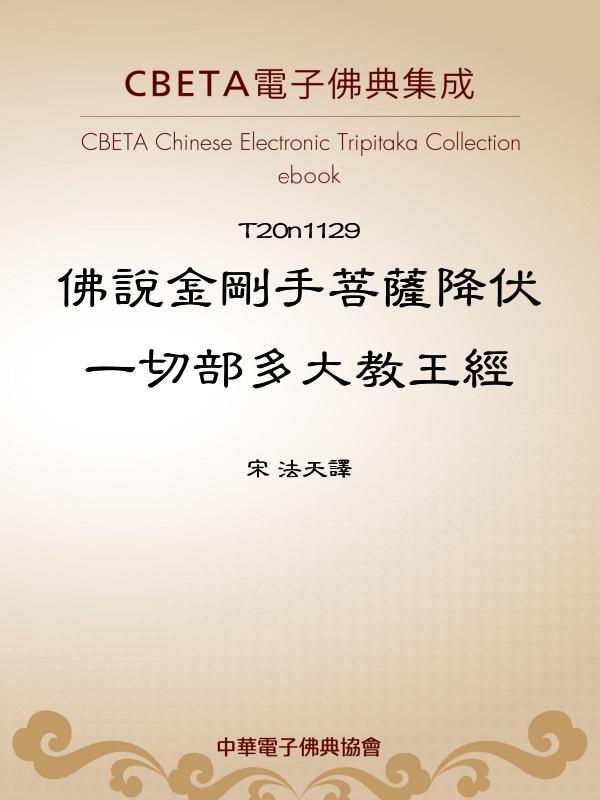 CBETA電子佛典集成
CBETA Chinese Electronic Tripitaka Collection
ebook
T20n1129
佛說金剛手菩薩降伏
一切部多大教王經
宋 法天譯
中華電子佛典協會